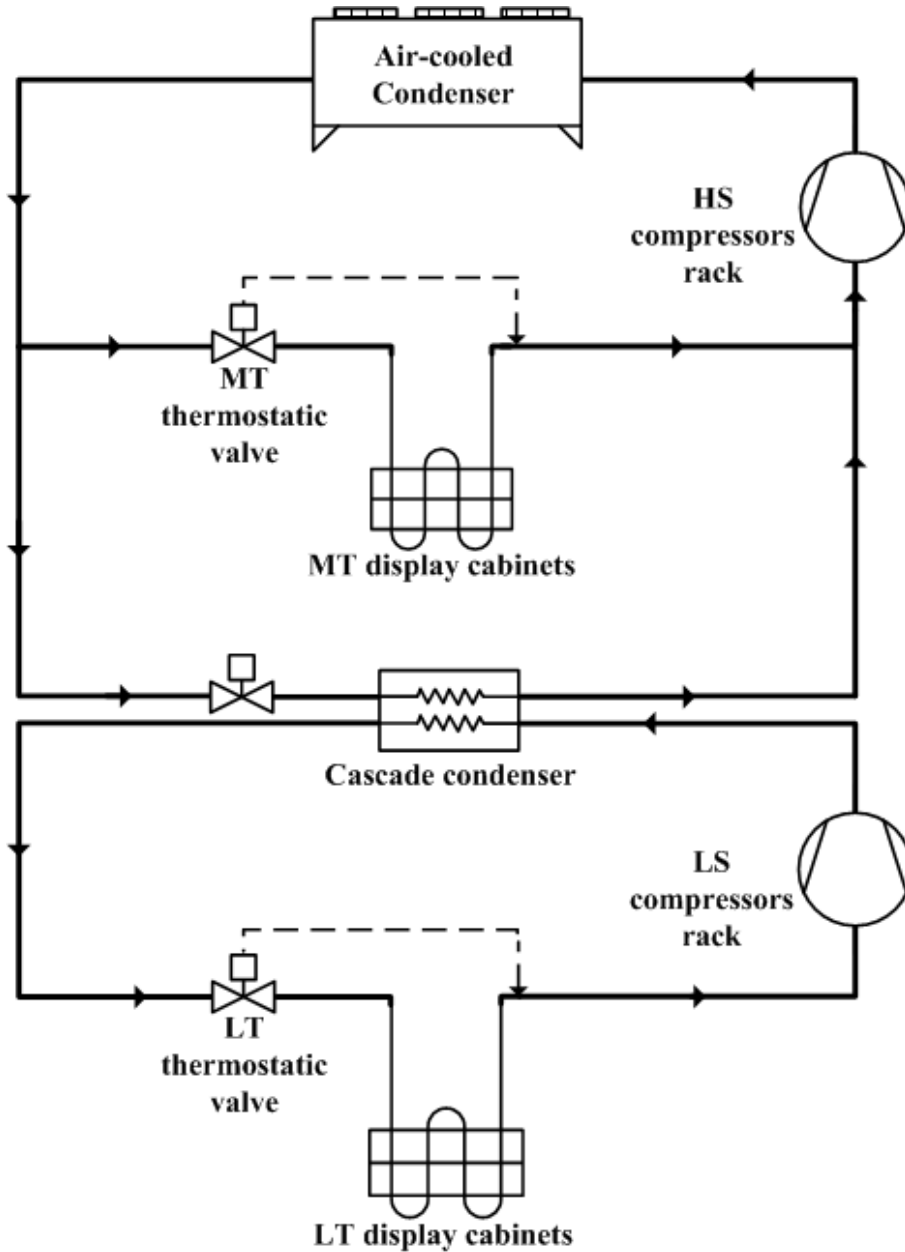 Air-cooled
Condenser
HS
compressors
rack
MT
thermostatic
valve
MT display cabinets
Cascade condenser
LS
compressors
rack
LT
thermostatic
valve
LT display cabinets